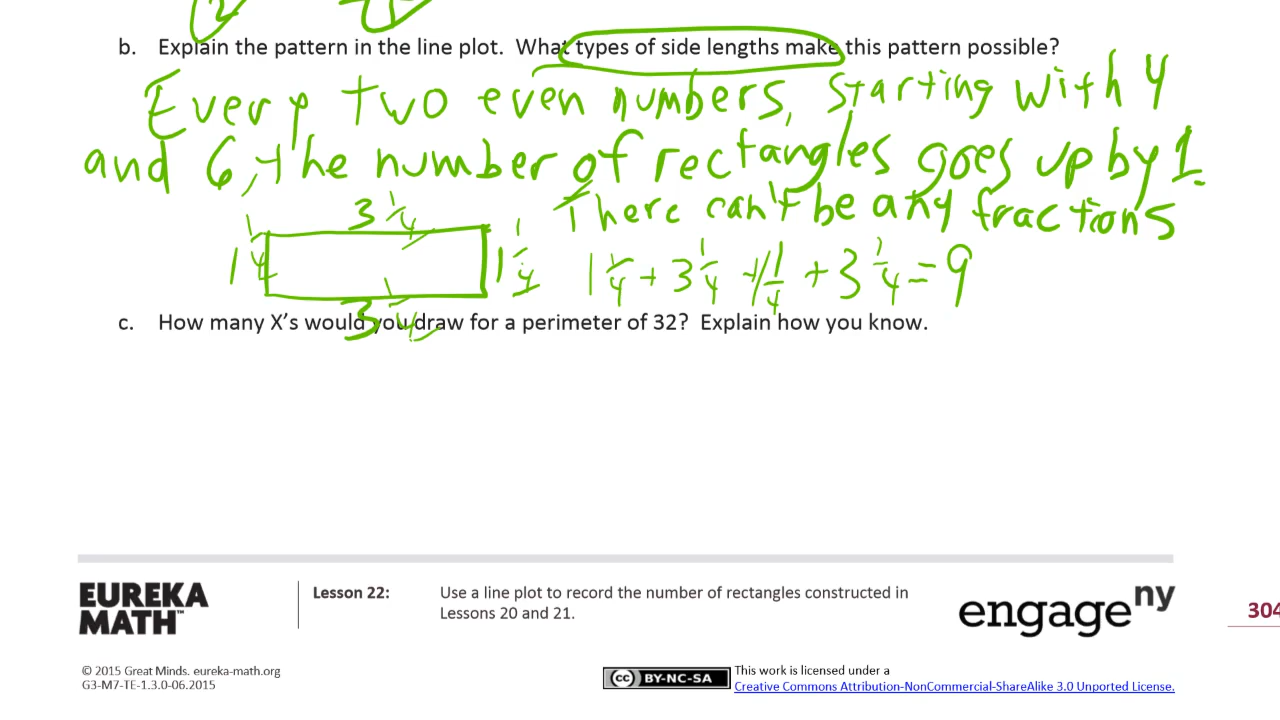 b. Explain the pattern in the line plot. What types of side lengths make this pattern possible?
Every two even numbers, starting with 4
and 6, the number of rectangles goes up by 1.
There can't be any fractions
3 1/4
1 1/4
1 1/4
1 1/4 + 3 1/4 + 1 1/4 + 3 1/4 = 9
3 1/4
c. How many X's would you draw for a perimeter of 32? Explain how you know.
EUREKA
MATH™
Lesson 22:
Use a line plot to record the number of rectangles constructed in
Lessons 20 and 21.
engage ny
304
© 2015 Great Minds. eureka-math.org
G3-M7-TE-1.3.0-06.2015
cc BY-NC-SA
This work is licensed under a
Creative Commons Attribution-NonCommercial-ShareAlike 3.0 Unported License.